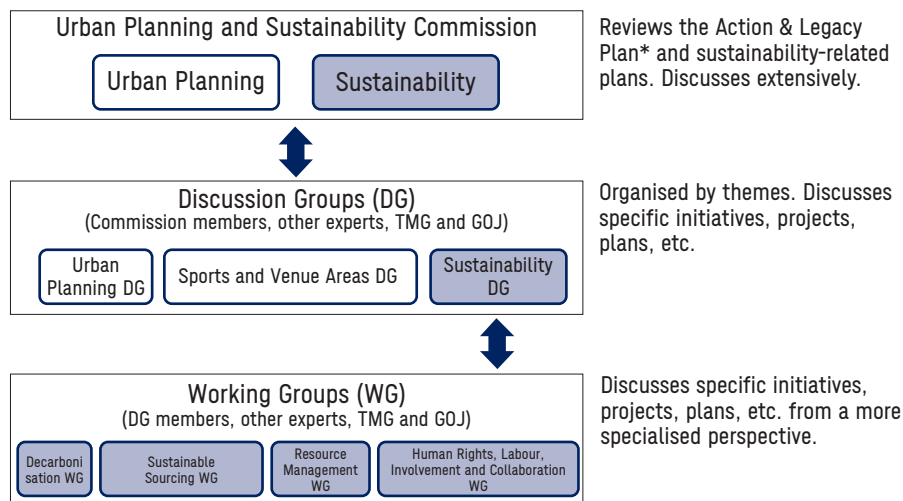 Urban Planning and Sustainability Commission
Urban Planning
Sustainability
Reviews the Action & Legacy
Plan* and sustainability-related
plans. Discusses extensively.
Discussion Groups (DG)
(Commission members, other experts, TMG and GOJ)
Urban
Planning DG
Sports and Venue Areas DG
Sustainability
DG
Organised by themes. Discusses
specific initiatives, projects,
plans, etc.
Working Groups (WG)
(DG members, other experts, TMG and GOJ)
Decarboni
sation WG
Sustainable
Sourcing WG
Resource
Management
WG
Human Rights, Labour,
Involvement and Collaboration
WG
Discusses specific initiatives,
projects, plans, etc. from a more
specialised perspective.